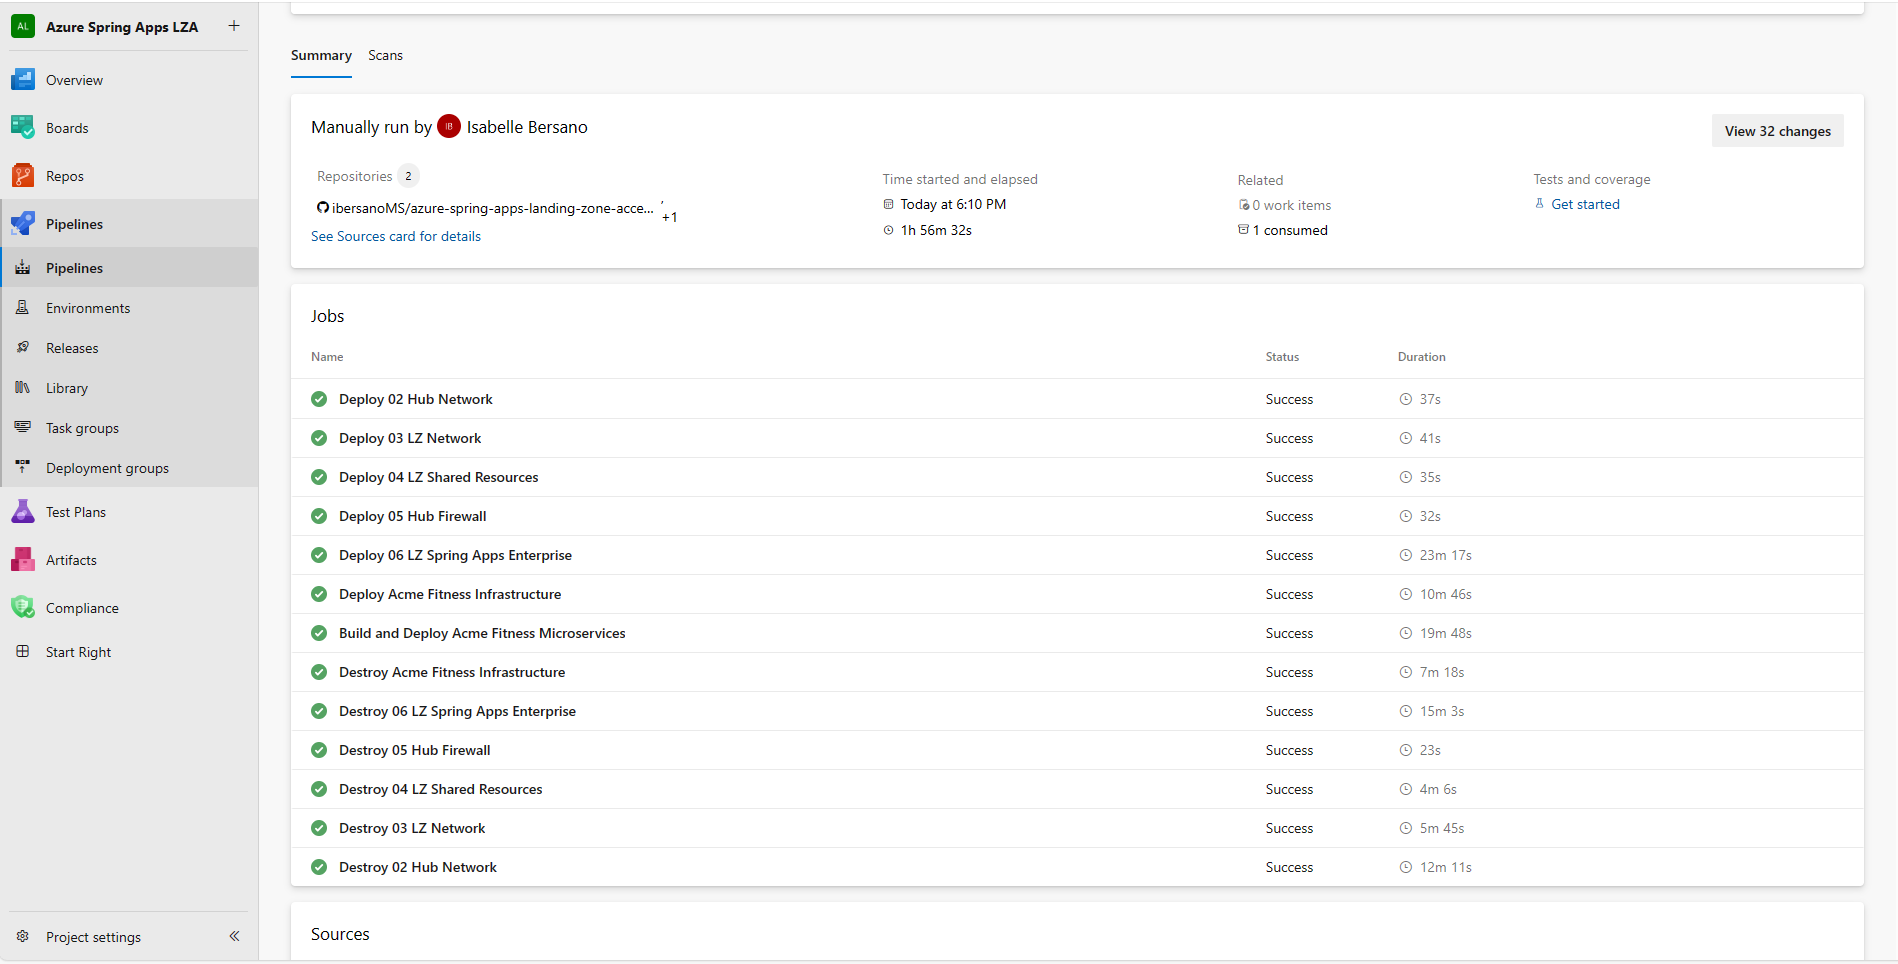 AL Azure Spring Apps LZA
Overview
Boards
Repos
Pipelines
Pipelines
Environments
Releases
Library
Task groups
Deployment groups
Test Plans
Artifacts
Compliance
Start Right
Project settings
Summary Scans
Manually run by IB Isabelle Bersano
View 32 changes
Repositories 2
ibersanoMS/azure-spring-apps-landing-zone-acce... , +1
See Sources card for details
Time started and elapsed
Today at 6:10 PM
1h 56m 32s
Related
0 work items
1 consumed
Tests and coverage
Get started
Jobs
Name Status Duration
Deploy 02 Hub Network Success 37s
Deploy 03 LZ Network Success 41s
Deploy 04 LZ Shared Resources Success 35s
Deploy 05 Hub Firewall Success 32s
Deploy 06 LZ Spring Apps Enterprise Success 23m 17s
Deploy Acme Fitness Infrastructure Success 10m 46s
Build and Deploy Acme Fitness Microservices Success 19m 48s
Destroy Acme Fitness Infrastructure Success 7m 18s
Destroy 06 LZ Spring Apps Enterprise Success 15m 3s
Destroy 05 Hub Firewall Success 23s
Destroy 04 LZ Shared Resources Success 4m 6s
Destroy 03 LZ Network Success 5m 45s
Destroy 02 Hub Network Success 12m 11s
Sources